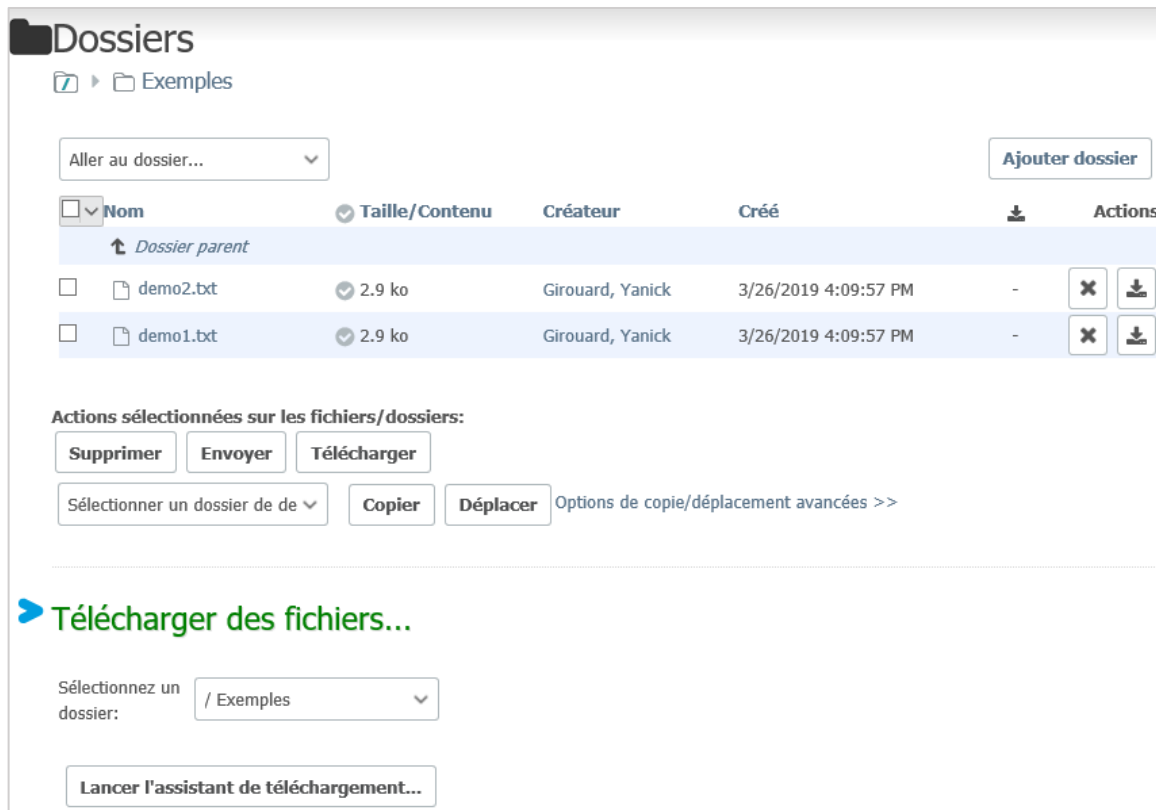 Dossiers
Exemples
Aller au dossier...
Ajouter dossier
Nom Taille/Contenu Créateur Créé Actions
Dossier parent
demo2.txt 2.9 ko Girouard, Yanick 3/26/2019 4:09:57 PM -
demo1.txt 2.9 ko Girouard, Yanick 3/26/2019 4:09:57 PM -
Actions sélectionnées sur les fichiers/dossiers:
Supprimer Envoyer Télécharger
Sélectionner un dossier de de Copier Déplacer Options de copie/déplacement avancées >>
Télécharger des fichiers...
Sélectionnez un
dossier:
/ Exemples
Lancer l'assistant de téléchargement...